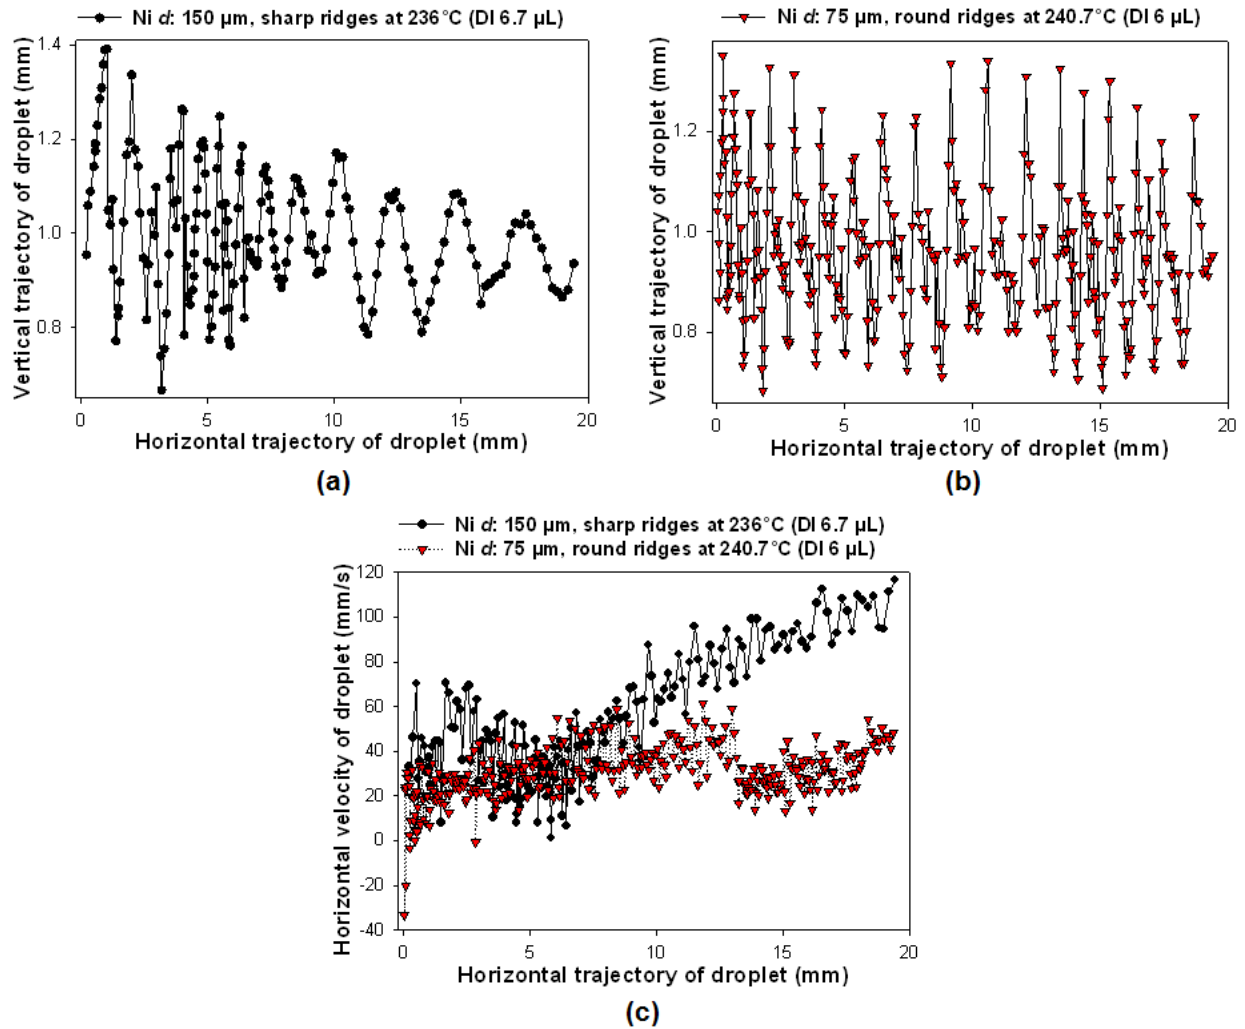 Ni d: 150 µm, sharp ridges at 236°C (DI 6.7 µL)
Vertical trajectory of droplet (mm)
1.4
1.2
1.0
0.8
0
5
10
15
20
Horizontal trajectory of droplet (mm)
(a)
Ni d: 75 µm, round ridges at 240.7°C (DI 6 µL)
Vertical trajectory of droplet (mm)
1.2
1.0
0.8
0
5
10
15
20
Horizontal trajectory of droplet (mm)
(b)
Ni d: 150 µm, sharp ridges at 236°C (DI 6.7 µL)
Ni d: 75 µm, round ridges at 240.7°C (DI 6 µL)
Horizontal velocity of droplet (mm/s)
120
100
80
60
40
20
0
-20
-40
0
5
10
15
20
Horizontal trajectory of droplet (mm)
(c)